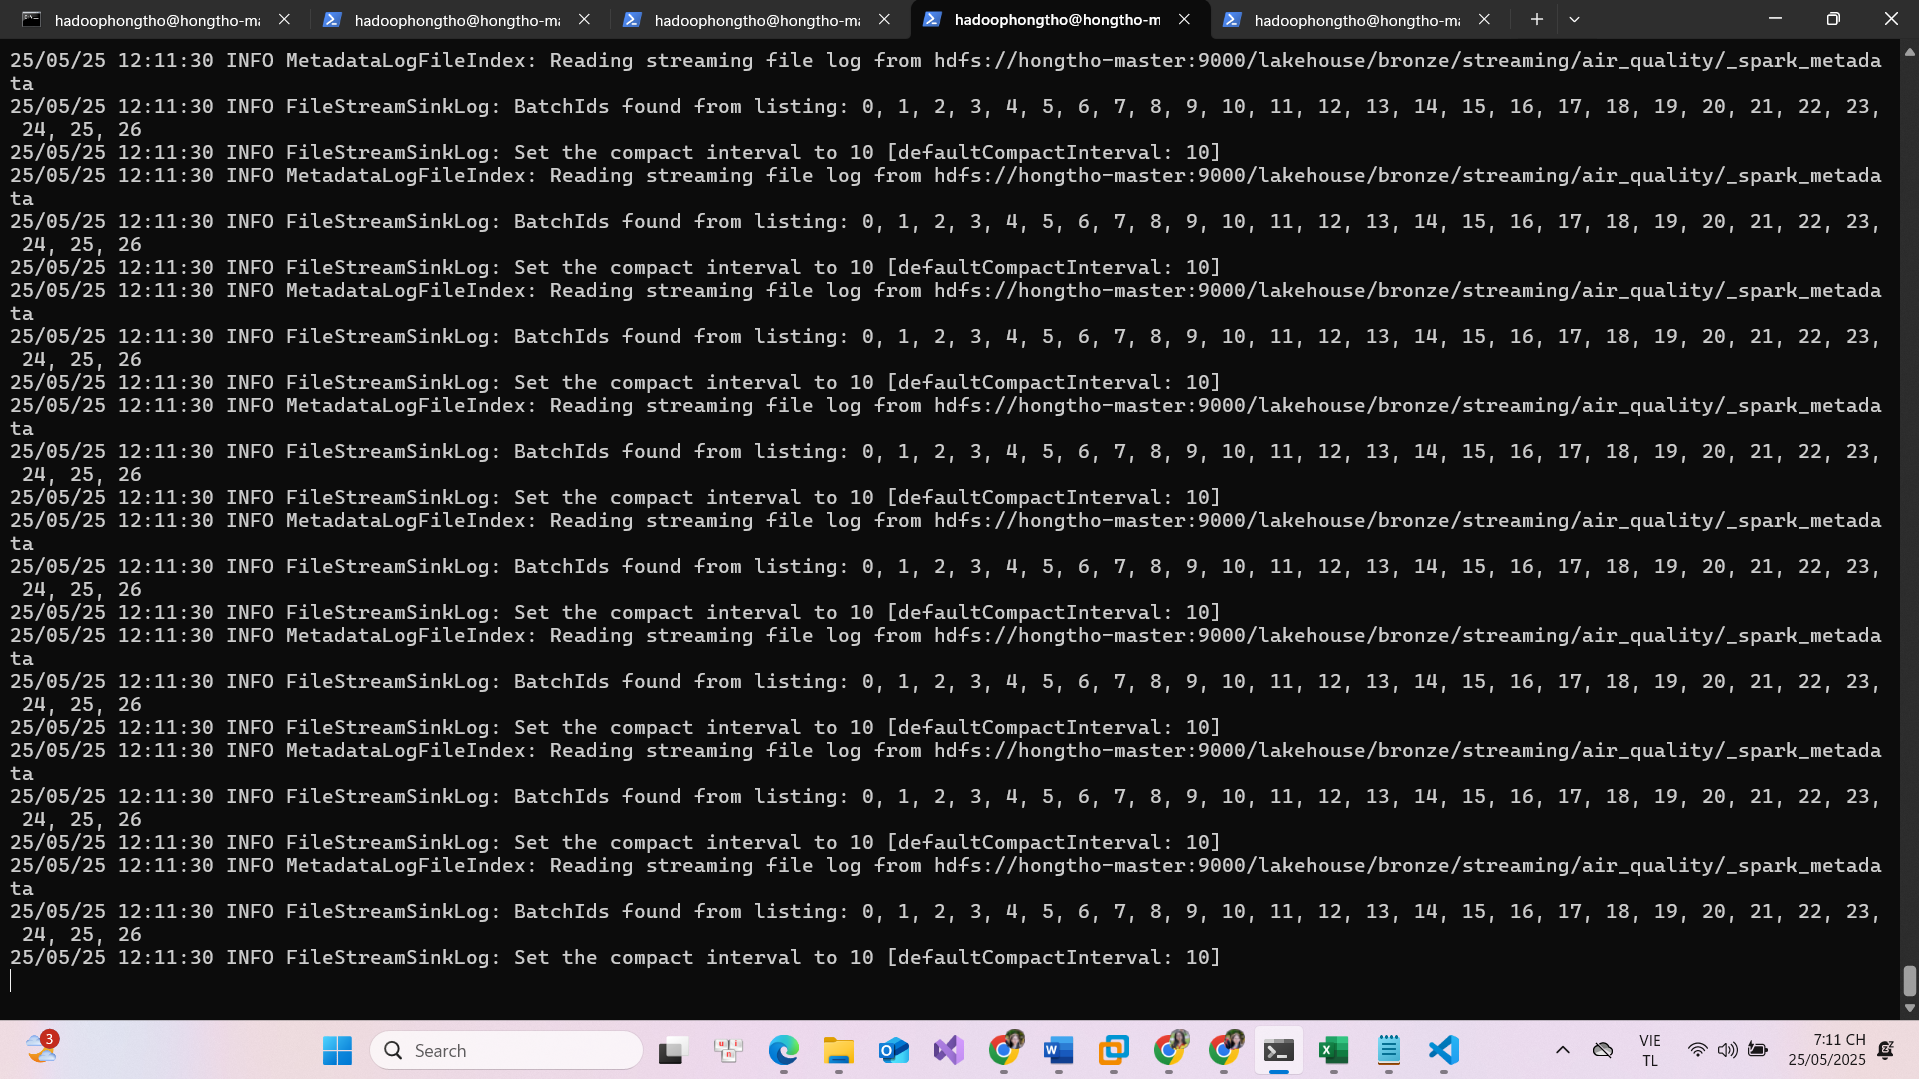 hadoophongtho@hongtho-ma
hadoophongtho@hongtho-ma
hadoophongtho@hongtho-ma
hadoophongtho@hongtho-m
hadoophongtho@hongtho-ma
25/05/25 12:11:30 INFO MetadataLogFileIndex: Reading streaming file log from hdfs://hongtho-master:9000/lakehouse/bronze/streaming/air_quality/_spark_metada
ta
25/05/25 12:11:30 INFO FileStreamSinkLog: BatchIds found from listing: 0, 1, 2, 3, 4, 5, 6, 7, 8, 9, 10, 11, 12, 13, 14, 15, 16, 17, 18, 19, 20, 21, 22, 23,
24, 25, 26
25/05/25 12:11:30 INFO FileStreamSinkLog: Set the compact interval to 10 [defaultCompactInterval: 10]
25/05/25 12:11:30 INFO MetadataLogFileIndex: Reading streaming file log from hdfs://hongtho-master:9000/lakehouse/bronze/streaming/air_quality/_spark_metada
ta
25/05/25 12:11:30 INFO FileStreamSinkLog: BatchIds found from listing: 0, 1, 2, 3, 4, 5, 6, 7, 8, 9, 10, 11, 12, 13, 14, 15, 16, 17, 18, 19, 20, 21, 22, 23,
24, 25, 26
25/05/25 12:11:30 INFO FileStreamSinkLog: Set the compact interval to 10 [defaultCompactInterval: 10]
25/05/25 12:11:30 INFO MetadataLogFileIndex: Reading streaming file log from hdfs://hongtho-master:9000/lakehouse/bronze/streaming/air_quality/_spark_metada
ta
25/05/25 12:11:30 INFO FileStreamSinkLog: BatchIds found from listing: 0, 1, 2, 3, 4, 5, 6, 7, 8, 9, 10, 11, 12, 13, 14, 15, 16, 17, 18, 19, 20, 21, 22, 23,
24, 25, 26
25/05/25 12:11:30 INFO FileStreamSinkLog: Set the compact interval to 10 [defaultCompactInterval: 10]
25/05/25 12:11:30 INFO MetadataLogFileIndex: Reading streaming file log from hdfs://hongtho-master:9000/lakehouse/bronze/streaming/air_quality/_spark_metada
ta
25/05/25 12:11:30 INFO FileStreamSinkLog: BatchIds found from listing: 0, 1, 2, 3, 4, 5, 6, 7, 8, 9, 10, 11, 12, 13, 14, 15, 16, 17, 18, 19, 20, 21, 22, 23,
24, 25, 26
25/05/25 12:11:30 INFO FileStreamSinkLog: Set the compact interval to 10 [defaultCompactInterval: 10]
25/05/25 12:11:30 INFO MetadataLogFileIndex: Reading streaming file log from hdfs://hongtho-master:9000/lakehouse/bronze/streaming/air_quality/_spark_metada
ta
25/05/25 12:11:30 INFO FileStreamSinkLog: BatchIds found from listing: 0, 1, 2, 3, 4, 5, 6, 7, 8, 9, 10, 11, 12, 13, 14, 15, 16, 17, 18, 19, 20, 21, 22, 23,
24, 25, 26
25/05/25 12:11:30 INFO FileStreamSinkLog: Set the compact interval to 10 [defaultCompactInterval: 10]
25/05/25 12:11:30 INFO MetadataLogFileIndex: Reading streaming file log from hdfs://hongtho-master:9000/lakehouse/bronze/streaming/air_quality/_spark_metada
ta
25/05/25 12:11:30 INFO FileStreamSinkLog: BatchIds found from listing: 0, 1, 2, 3, 4, 5, 6, 7, 8, 9, 10, 11, 12, 13, 14, 15, 16, 17, 18, 19, 20, 21, 22, 23,
24, 25, 26
25/05/25 12:11:30 INFO FileStreamSinkLog: Set the compact interval to 10 [defaultCompactInterval: 10]
25/05/25 12:11:30 INFO MetadataLogFileIndex: Reading streaming file log from hdfs://hongtho-master:9000/lakehouse/bronze/streaming/air_quality/_spark_metada
ta
25/05/25 12:11:30 INFO FileStreamSinkLog: BatchIds found from listing: 0, 1, 2, 3, 4, 5, 6, 7, 8, 9, 10, 11, 12, 13, 14, 15, 16, 17, 18, 19, 20, 21, 22, 23,
24, 25, 26
25/05/25 12:11:30 INFO FileStreamSinkLog: Set the compact interval to 10 [defaultCompactInterval: 10]
25/05/25 12:11:30 INFO MetadataLogFileIndex: Reading streaming file log from hdfs://hongtho-master:9000/lakehouse/bronze/streaming/air_quality/_spark_metada
ta
25/05/25 12:11:30 INFO FileStreamSinkLog: BatchIds found from listing: 0, 1, 2, 3, 4, 5, 6, 7, 8, 9, 10, 11, 12, 13, 14, 15, 16, 17, 18, 19, 20, 21, 22, 23,
24, 25, 26
25/05/25 12:11:30 INFO FileStreamSinkLog: Set the compact interval to 10 [defaultCompactInterval: 10]
3
Search
VIE
TL
7:11 CH
25/05/2025